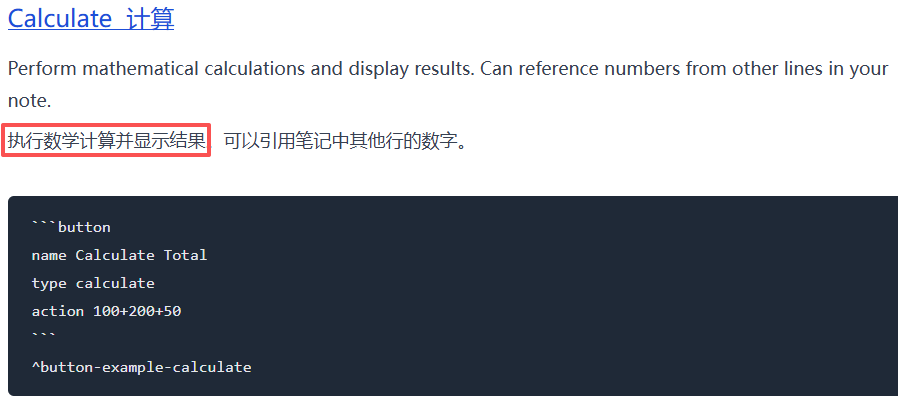 Calculate 计算
Perform mathematical calculations and display results. Can reference numbers from other lines in your
note.
执行数学计算并显示结果 可以引用笔记中其他行的数字。
```button
name Calculate Total
type calculate
action 100+200+50
```
^button-example-calculate